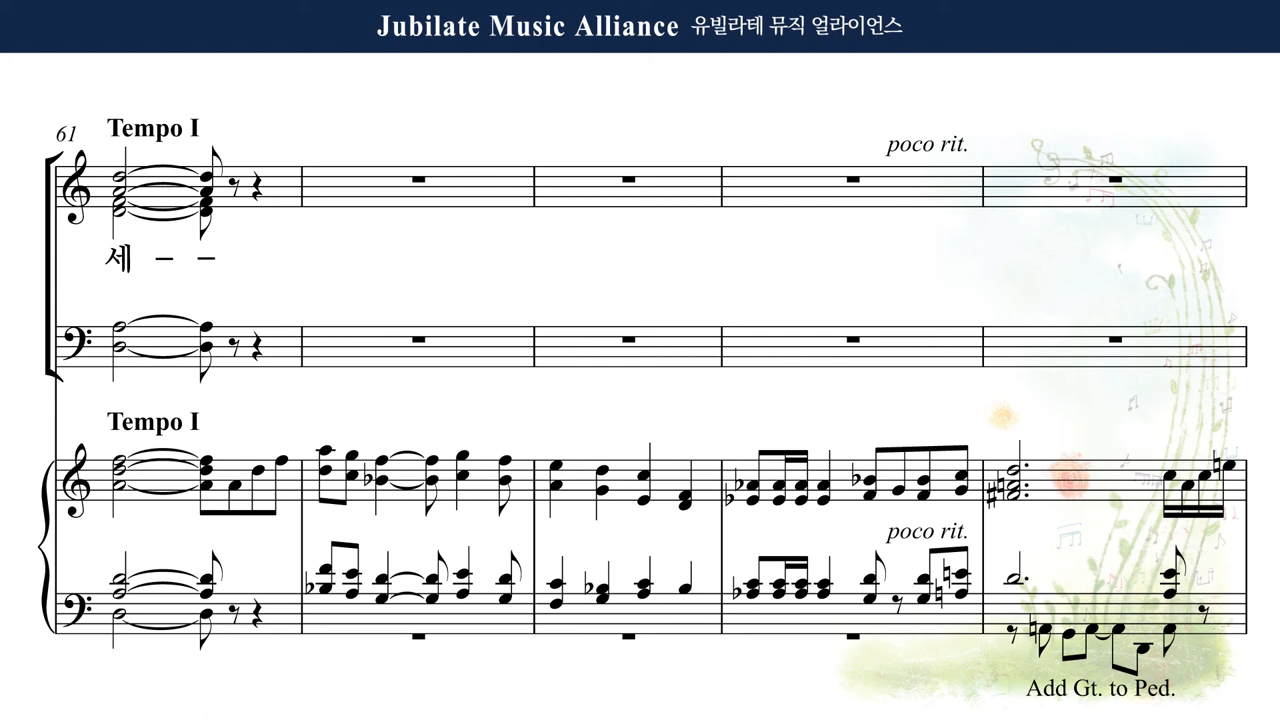 Jubilate Music Alliance 유빌라테 뮤직 얼라이언스
61 Tempo I
poco rit.
세 – –
Tempo I
poco rit.
Add Gt. to Ped.